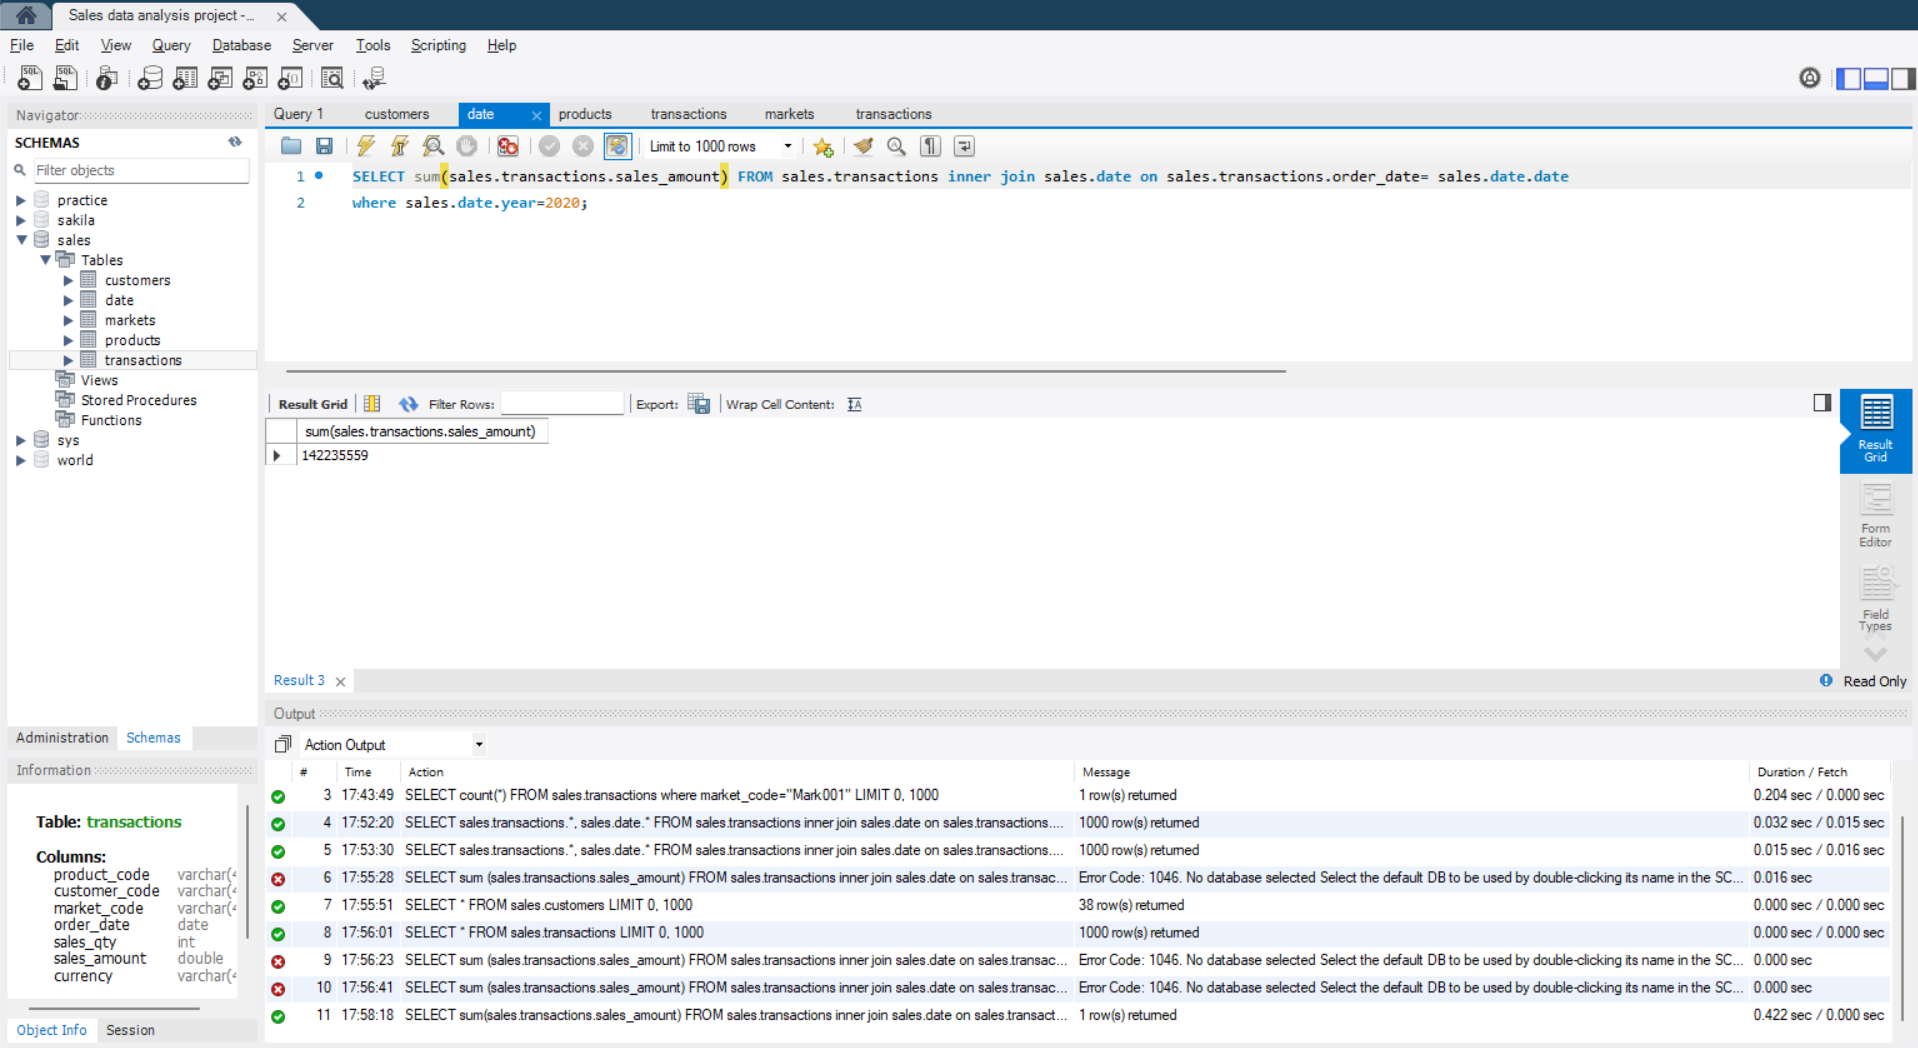 Sales data analysis project -...
File Edit View Query Database Server Tools Scripting Help
Navigator
SCHEMAS
Filter objects
practice
sakila
sales
Tables
customers
date
markets
products
transactions
Views
Stored Procedures
Functions
sys
world
Administration Schemas
Information
Table: transactions
Columns:
product_code varchar(4
customer_code varchar(4
market_code varchar(4
order_date date
sales_qty int
sales_amount double
currency varchar(4
Object Info Session
Query 1 customers date products transactions markets transactions
Limit to 1000 rows
1 SELECT sum(sales.transactions.sales_amount) FROM sales.transactions inner join sales.date on sales.transactions.order_date= sales.date.date
2 where sales.date.year=2020;
Result Grid Filter Rows: Export: Wrap Cell Content:
sum(sales.transactions.sales_amount)
142235559
Result
Grid
Form
Editor
Field
Types
Result 3
Read Only
Output
Action Output
# Time Action Message Duration / Fetch
3 17:43:49 SELECT count(*) FROM sales.transactions where market_code="Mark001" LIMIT 0, 1000 1 row(s) returned 0.204 sec / 0.000 sec
4 17:52:20 SELECT sales.transactions.*, sales.date.* FROM sales.transactions inner join sales.date on sales.transactions.... 1000 row(s) returned 0.032 sec / 0.015 sec
5 17:53:30 SELECT sales.transactions.*, sales.date.* FROM sales.transactions inner join sales.date on sales.transactions.... 1000 row(s) returned 0.015 sec / 0.016 sec
6 17:55:28 SELECT sum (sales.transactions.sales_amount) FROM sales.transactions inner join sales.date on sales.transac... Error Code: 1046. No database selected Select the default DB to be used by double-clicking its name in the SC... 0.016 sec
7 17:55:51 SELECT * FROM sales.customers LIMIT 0, 1000 38 row(s) returned 0.000 sec / 0.000 sec
8 17:56:01 SELECT * FROM sales.transactions LIMIT 0, 1000 1000 row(s) returned 0.000 sec / 0.000 sec
9 17:56:23 SELECT sum (sales.transactions.sales_amount) FROM sales.transactions inner join sales.date on sales.transac... Error Code: 1046. No database selected Select the default DB to be used by double-clicking its name in the SC... 0.000 sec
10 17:56:41 SELECT sum (sales.transactions.sales_amount) FROM sales.transactions inner join sales.date on sales.transac... Error Code: 1046. No database selected Select the default DB to be used by double-clicking its name in the SC... 0.000 sec
11 17:58:18 SELECT sum(sales.transactions.sales_amount) FROM sales.transactions inner join sales.date on sales.transact... 1 row(s) returned 0.422 sec / 0.000 sec